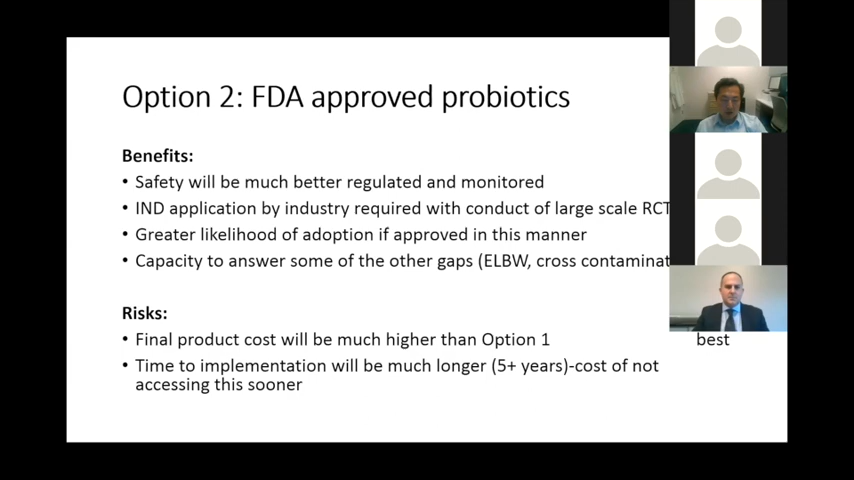 Option 2: FDA approved probiotics
Benefits:
• Safety will be much better regulated and monitored
• IND application by industry required with conduct of large scale RCT
• Greater likelihood of adoption if approved in this manner
• Capacity to answer some of the other gaps (ELBW, cross contaminat
Risks:
• Final product cost will be much higher than Option 1 best
• Time to implementation will be much longer (5+ years)-cost of not
accessing this sooner